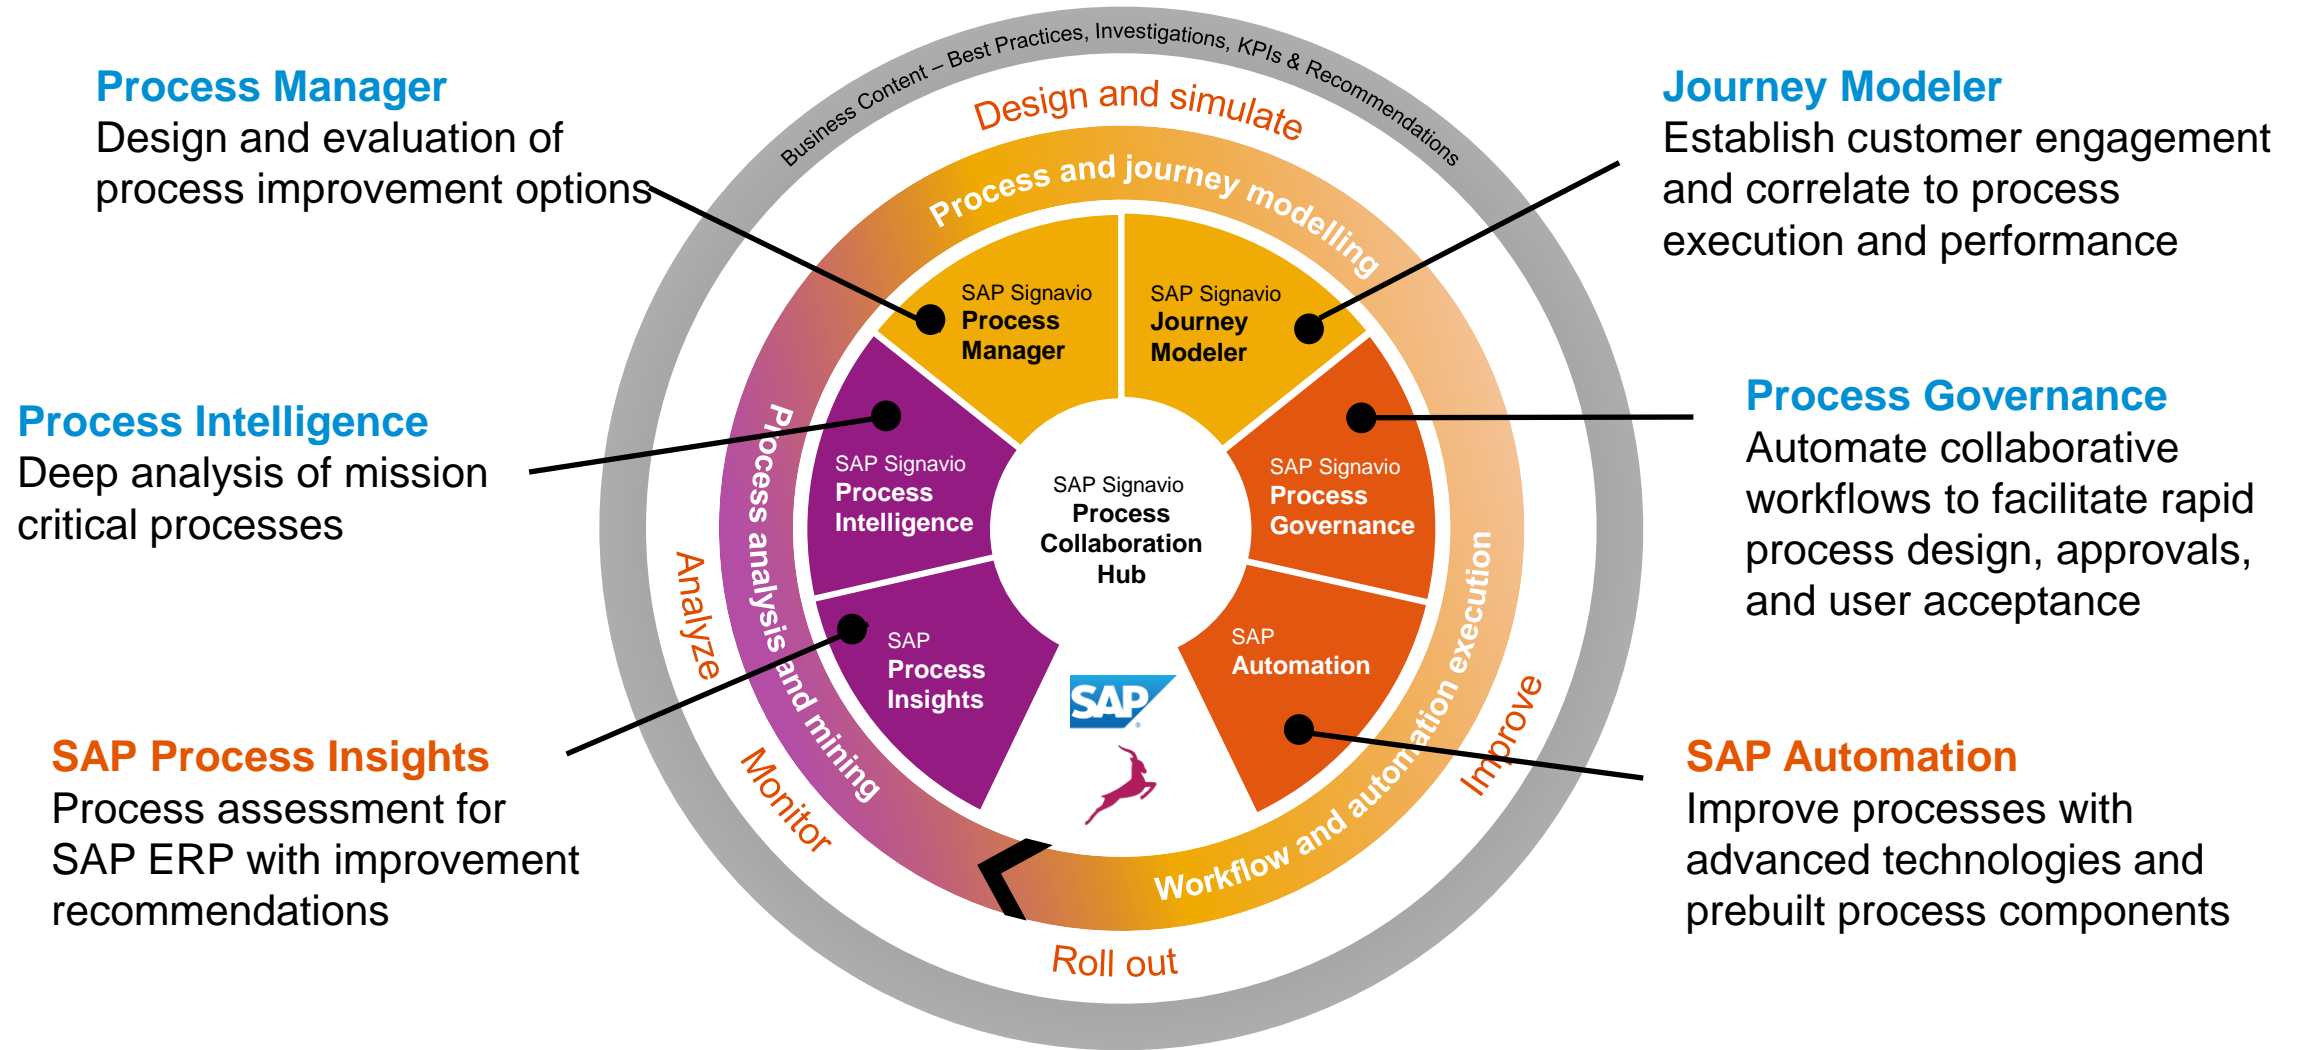 Business Content – Best Practices, Investigations, KPIs & Recommendations
Design and simulate
Process and journey modelling
Process Manager
Design and evaluation of
process improvement options
Journey Modeler
Establish customer engagement
and correlate to process
execution and performance
SAP Signavio
Process
Manager
SAP Signavio
Journey
Modeler
Process Intelligence
Deep analysis of mission
critical processes
Process Governance
Automate collaborative
workflows to facilitate rapid
process design, approvals,
and user acceptance
SAP Signavio
Process
Intelligence
SAP Signavio
Process
Collaboration
Hub
SAP Signavio
Process
Governance
Process analysis and mining
Analyze
Monitor
SAP
Process
Insights
SAP
Automation
SAP®
Workflow and automation execution
Improve
Roll out
SAP Process Insights
Process assessment for
SAP ERP with improvement
recommendations
SAP Automation
Improve processes with
advanced technologies and
prebuilt process components